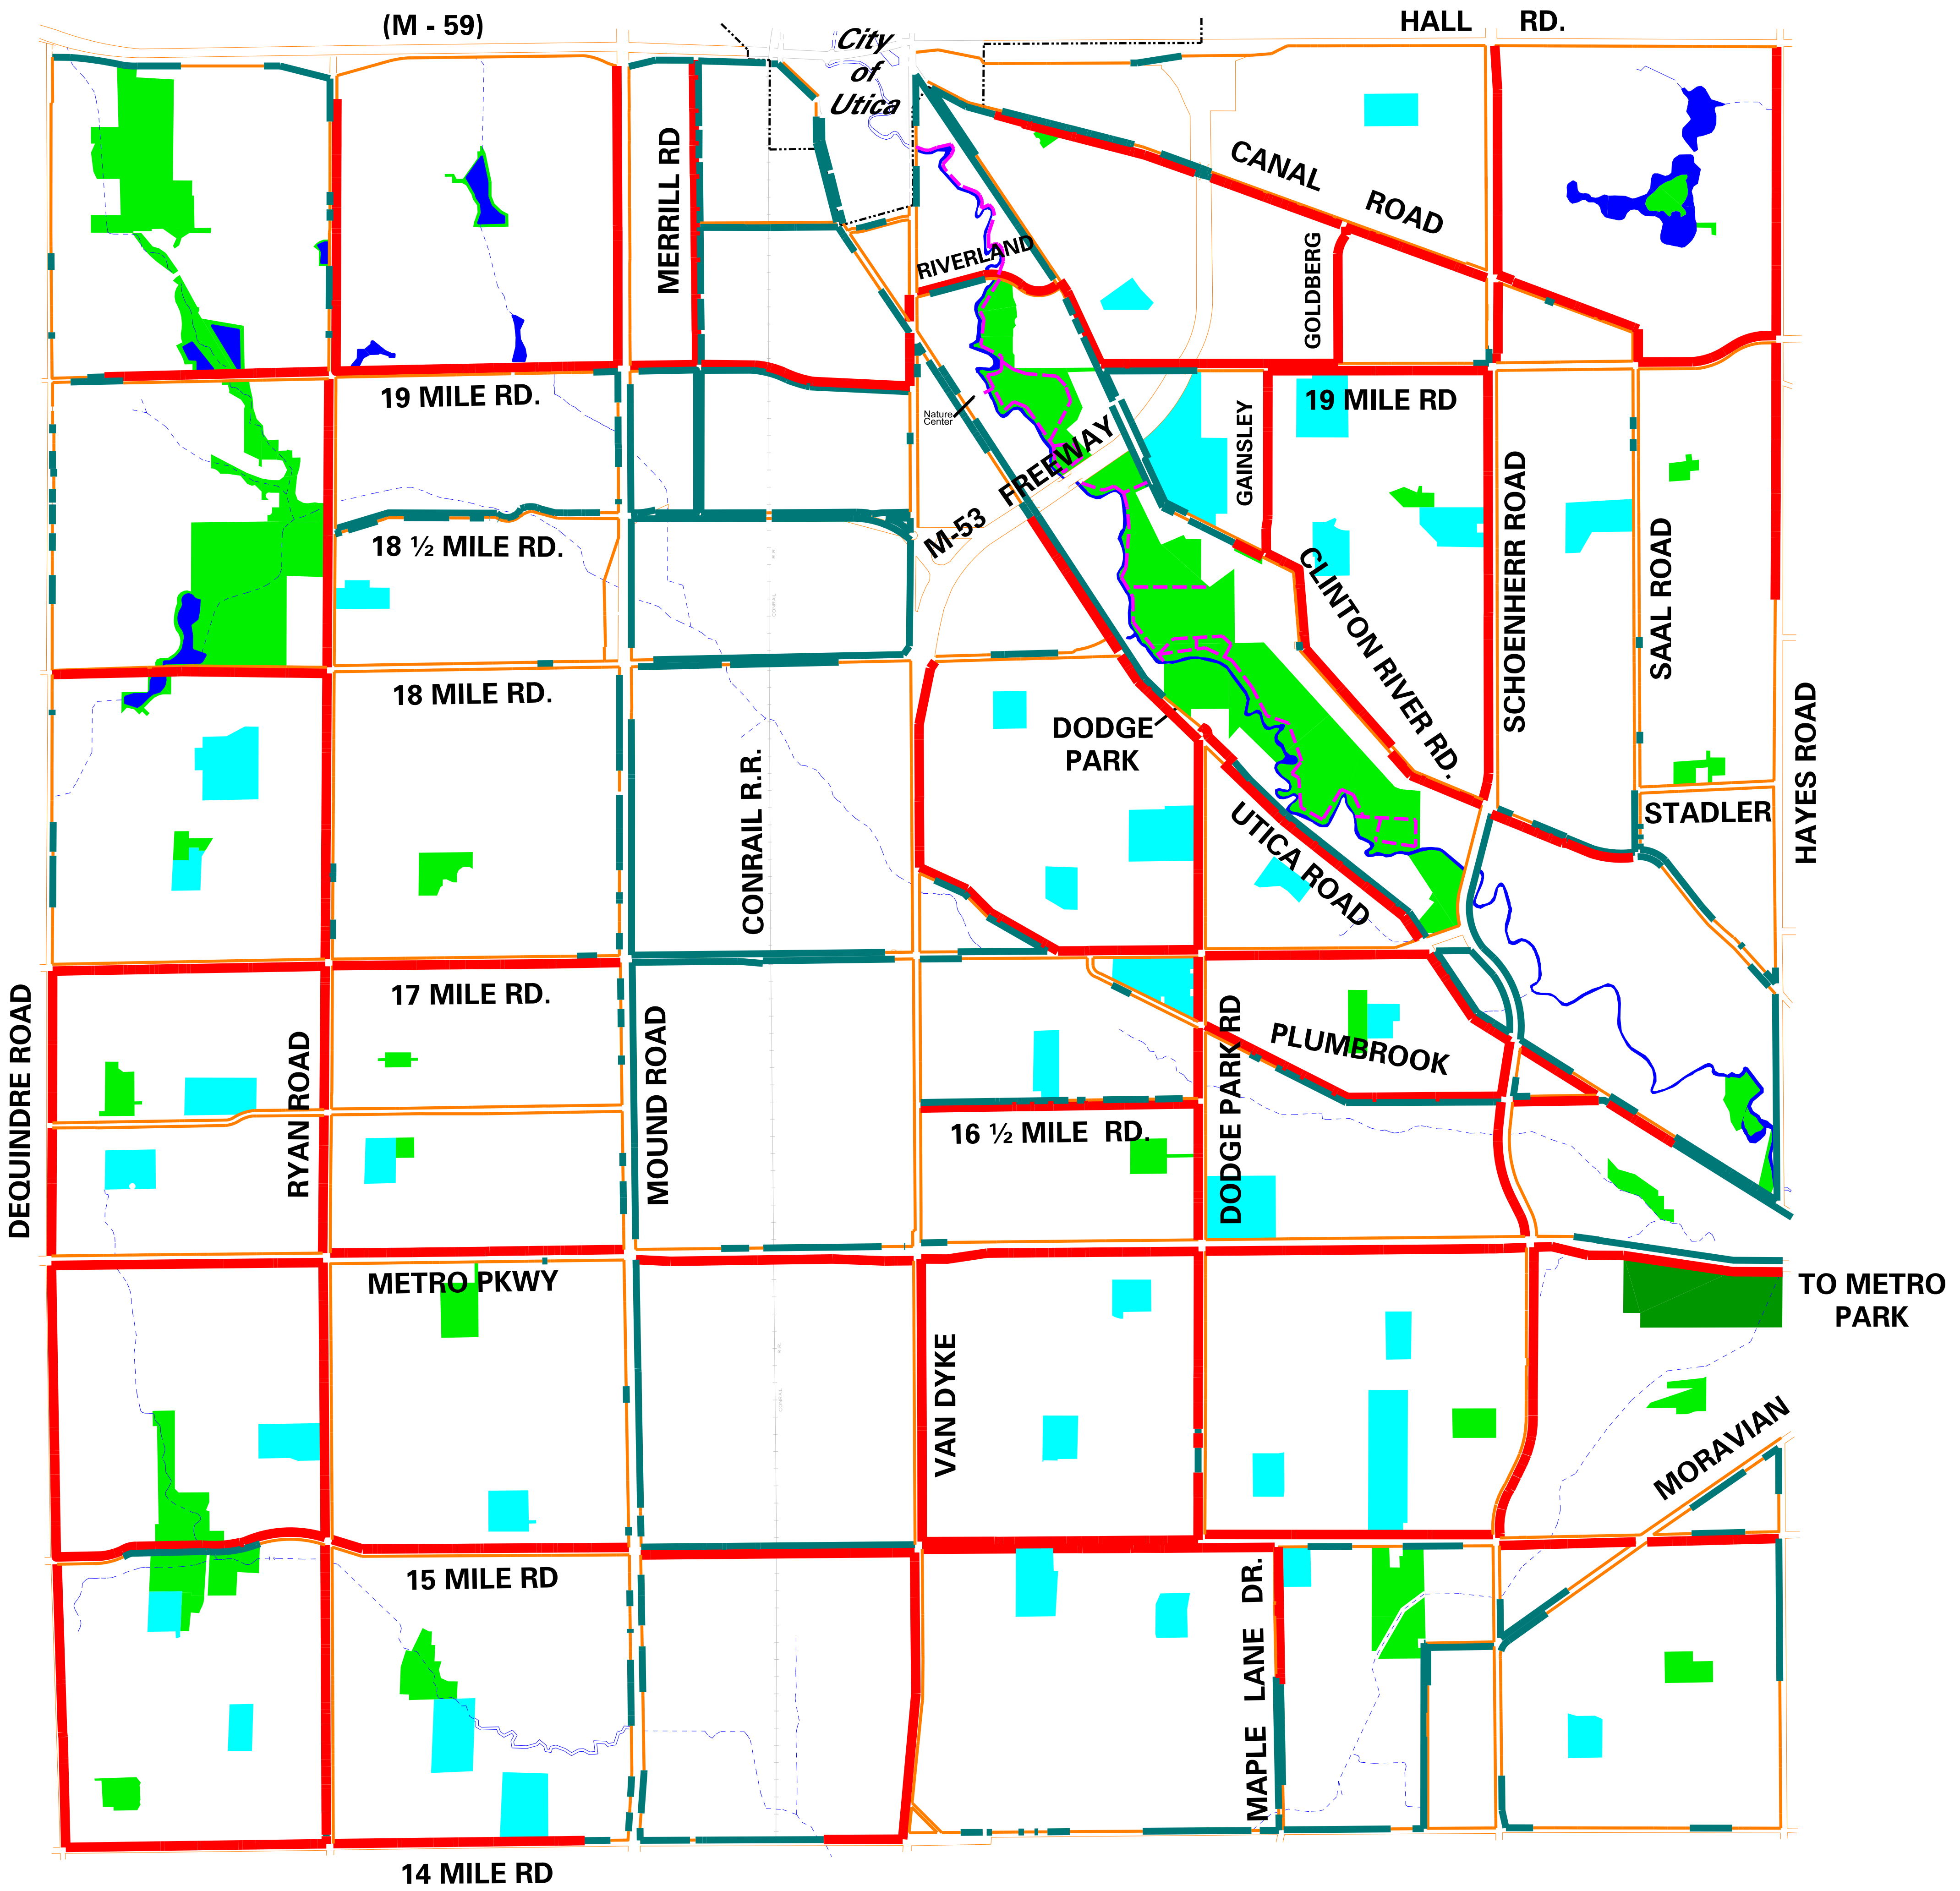 (M - 59)
HALL RD.
City
of
Utica
MERRILL RD
CANAL ROAD
RIVERLAND
GOLDBERG
19 MILE RD.
19 MILE RD
Nature
Center
GAINSLEY
M-53 FREEWAY
18 ½ MILE RD.
CLINTON RIVER RD.
SCHOENHERR ROAD
SAAL ROAD
HAYES ROAD
18 MILE RD.
DODGE
PARK
CONRAIL R.R.
UTICA ROAD
STADLER
17 MILE RD.
DEQUINDRE ROAD
RYAN ROAD
MOUND ROAD
DODGE PARK RD
PLUMBROOK
16 ½ MILE RD.
METRO PKWY
TO METRO
PARK
VAN DYKE
MORAVIAN
15 MILE RD
MAPLE LANE DR.
14 MILE RD